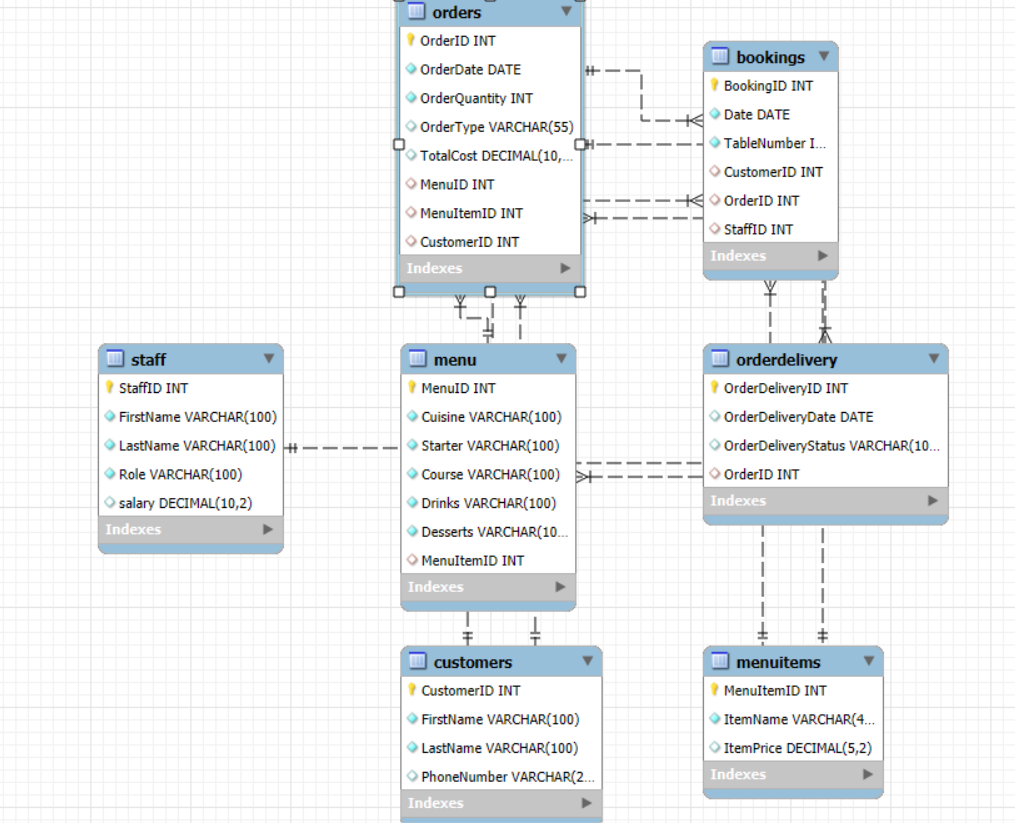 orders
OrderID INT
OrderDate DATE
OrderQuantity INT
OrderType VARCHAR(55)
TotalCost DECIMAL(10,...
MenuID INT
MenuItemID INT
CustomerID INT
Indexes
bookings
BookingID INT
Date DATE
TableNumber I...
CustomerID INT
OrderID INT
StaffID INT
Indexes
staff
StaffID INT
FirstName VARCHAR(100)
LastName VARCHAR(100)
Role VARCHAR(100)
salary DECIMAL(10,2)
Indexes
menu
MenuID INT
Cuisine VARCHAR(100)
Starter VARCHAR(100)
Course VARCHAR(100)
Drinks VARCHAR(100)
Desserts VARCHAR(10...
MenuItemID INT
Indexes
orderdelivery
OrderDeliveryID INT
OrderDeliveryDate DATE
OrderDeliveryStatus VARCHAR(10...
OrderID INT
Indexes
customers
CustomerID INT
FirstName VARCHAR(100)
LastName VARCHAR(100)
PhoneNumber VARCHAR(2...
Indexes
menuitems
MenuItemID INT
ItemName VARCHAR(4...
ItemPrice DECIMAL(5,2)
Indexes